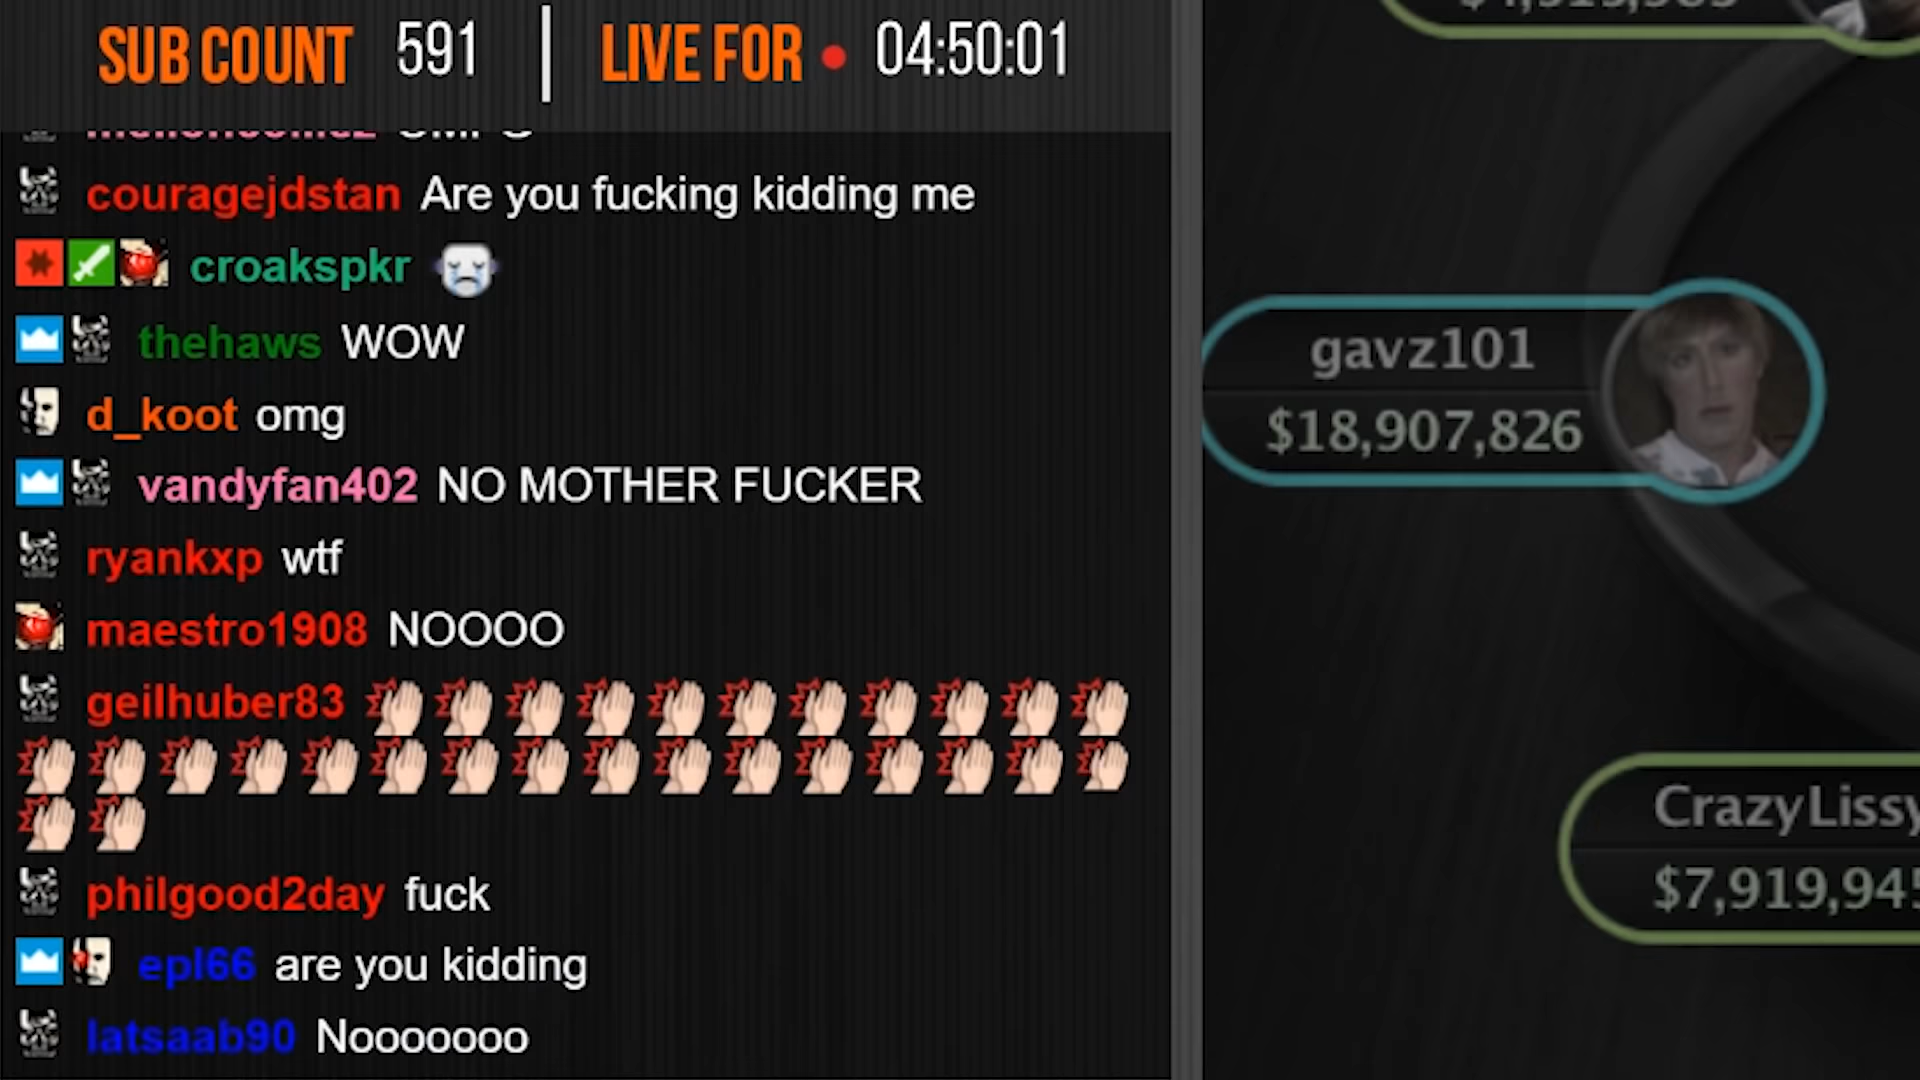 SUB COUNT 591 | LIVE FOR 04:50:01
couragejdstan Are you fucking kidding me
croakspkr
thehaws WOW
d_koot omg
vandyfan402 NO MOTHER FUCKER
ryankxp wtf
maestro1908 NOOOO
geilhuber83
philgood2day fuck
epl66 are you kidding
latsaab90 Nooooooo
gavz101
$18,907,826
CrazyLissy
$7,919,945